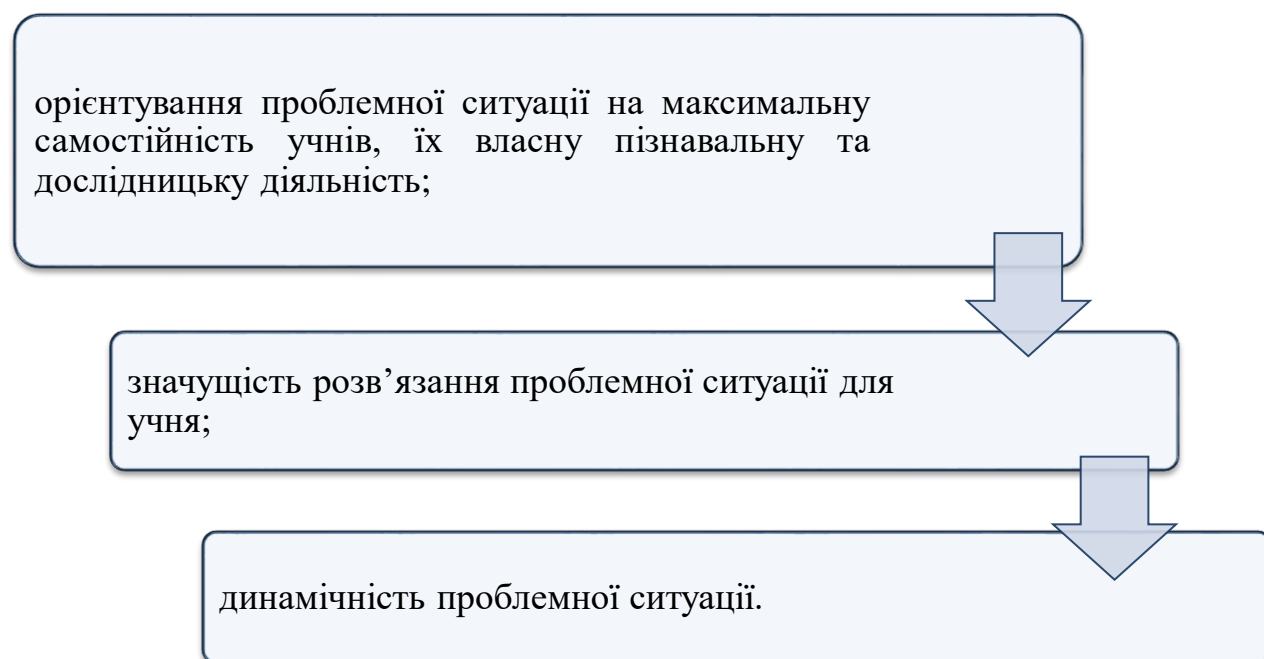 орієнтування проблемної ситуації на максимальну
самостійність учнів, їх власну пізнавальну та
дослідницьку діяльність;
значущість розв’язання проблемної ситуації для
учня;
динамічність проблемної ситуації.